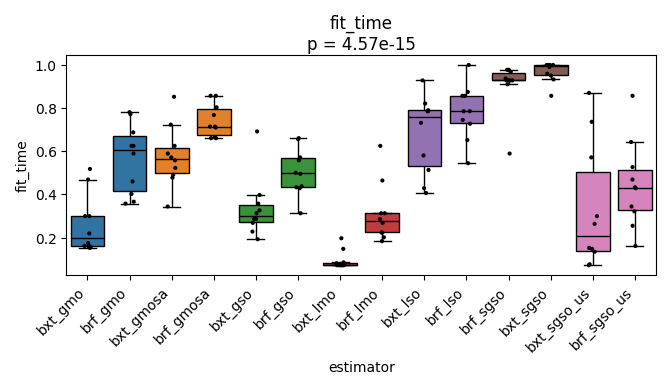 fit_time
p = 4.57e-15
fit_time
1.0
0.8
0.6
0.4
0.2
bxt_gmo
brf_gmo
bxt_gmosa
brf_gmosa
bxt_gso
brf_gso
bxt_lmo
brf_lmo
bxt_lso
brf_lso
brf_sgso
bxt_sgso
bxt_sgso_us
brf_sgso_us
estimator